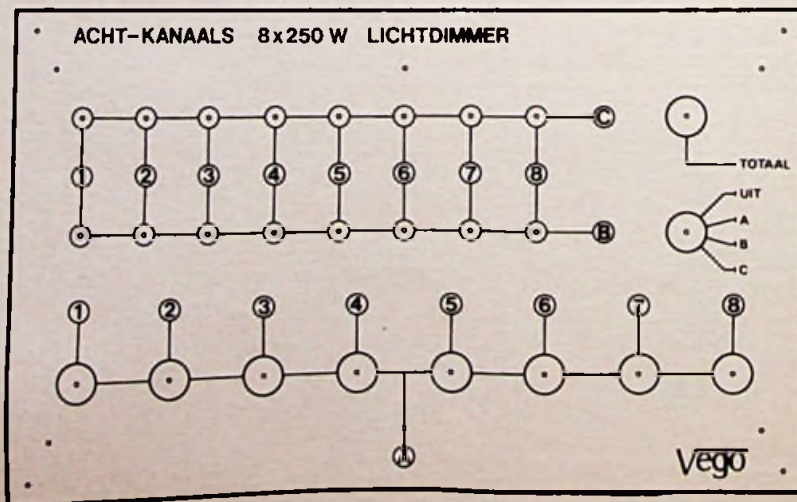 ACHT-KANAALS 8x250 W LICHTDIMMER
C
TOTAAL
1 2 3 4 5 6 7 8
UIT
A
B
B
C
1 2 3 4 5 6 7 8
A
Vego